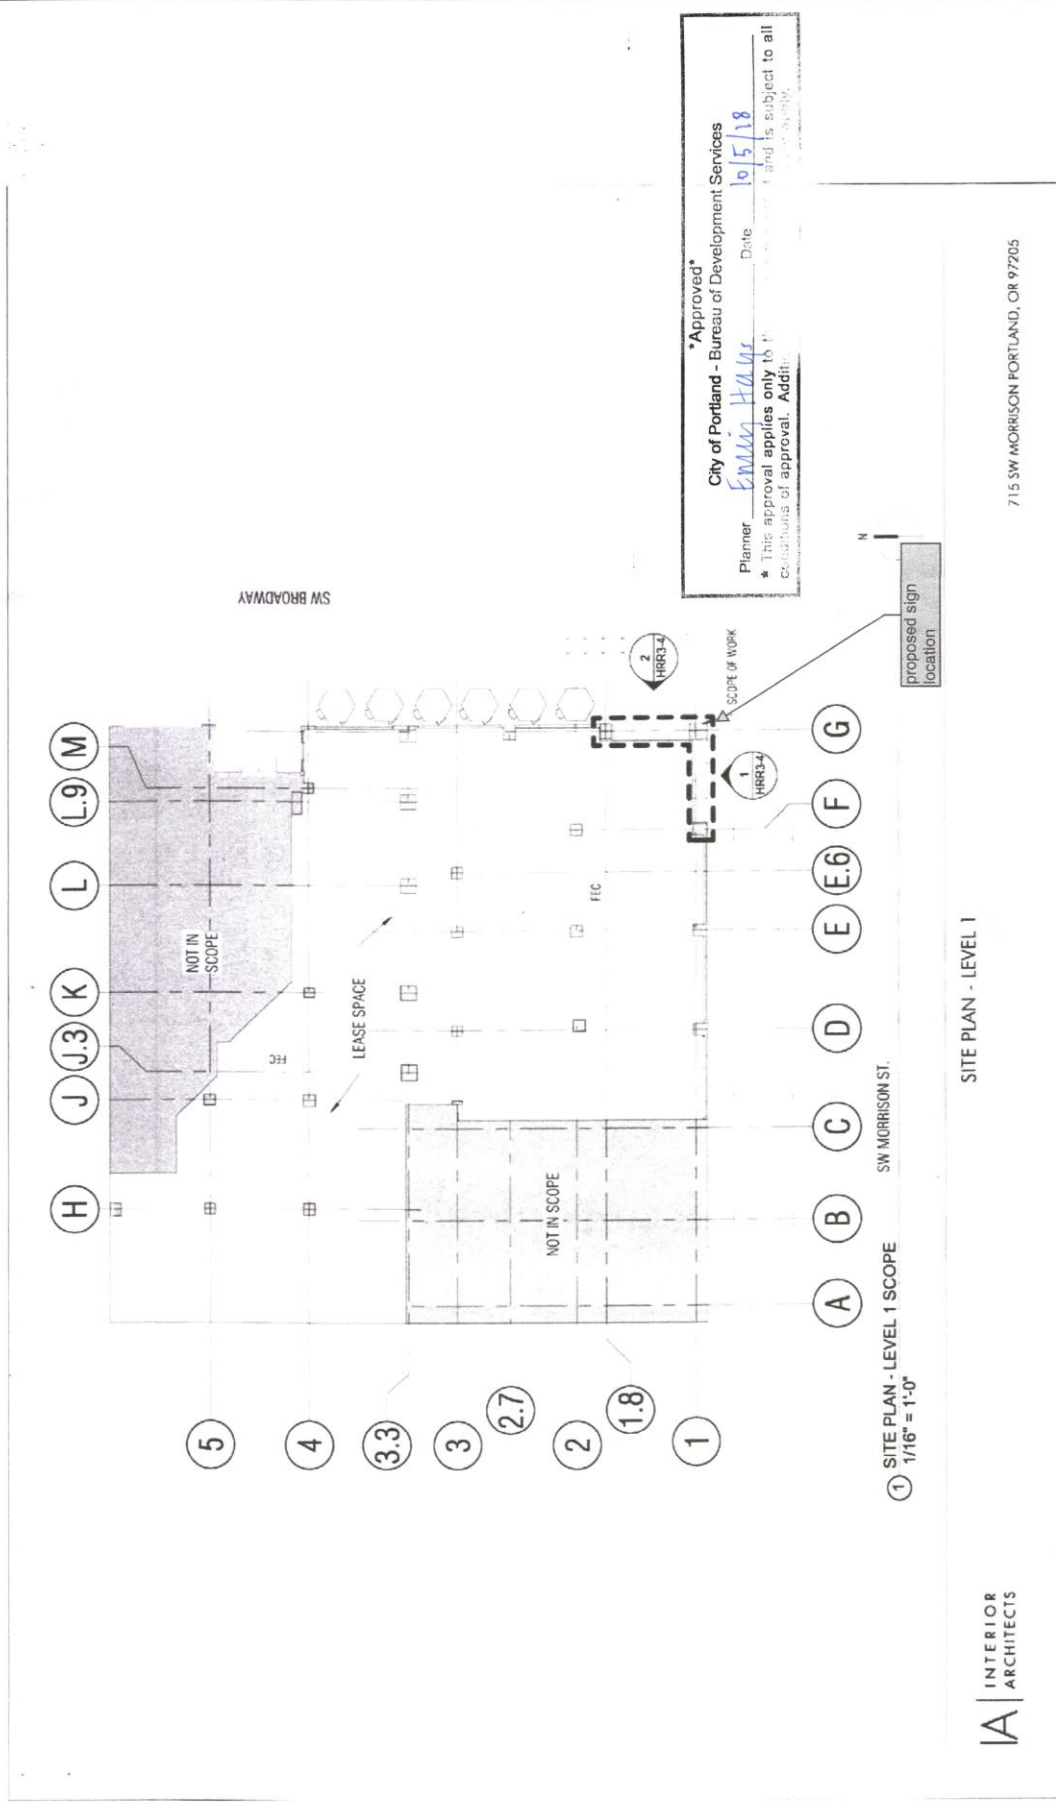 H
J
J.3
K
L
L.9
M
5
4
3.3
3
2.7
2
1.8
1
NOT IN
SCOPE
FEC
LEASE SPACE
FEC
NOT IN SCOPE
SW BROADWAY
2
HRR3-4
SCOPE OF WORK
1
HRR3-4
A
B
C
D
E
E.6
F
G
SW MORRISON ST.
N
proposed sign
location
1 SITE PLAN - LEVEL 1 SCOPE
1/16" = 1'-0"
*Approved*
City of Portland - Bureau of Development Services
Planner Emily Hays Date 10/5/18
* This approval applies only to and is subject to all
conditions of approval. apply.
SITE PLAN - LEVEL 1
IA INTERIOR
ARCHITECTS
715 SW MORRISON PORTLAND, OR 97205